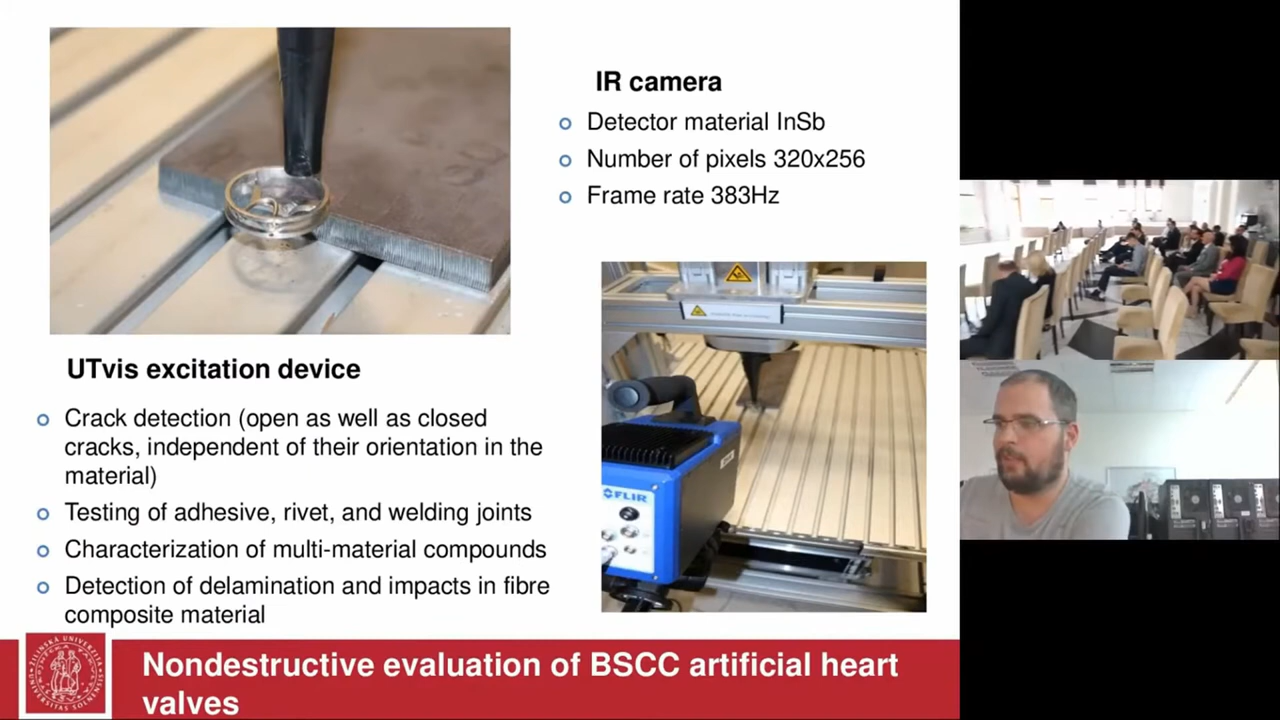 IR camera
Detector material InSb
Number of pixels 320x256
Frame rate 383Hz
UTvis excitation device
Crack detection (open as well as closed
cracks, independent of their orientation in the
material)
Testing of adhesive, rivet, and welding joints
Characterization of multi-material compounds
Detection of delamination and impacts in fibre
composite material
FLIR
Nondestructive evaluation of BSCC artificial heart
valves